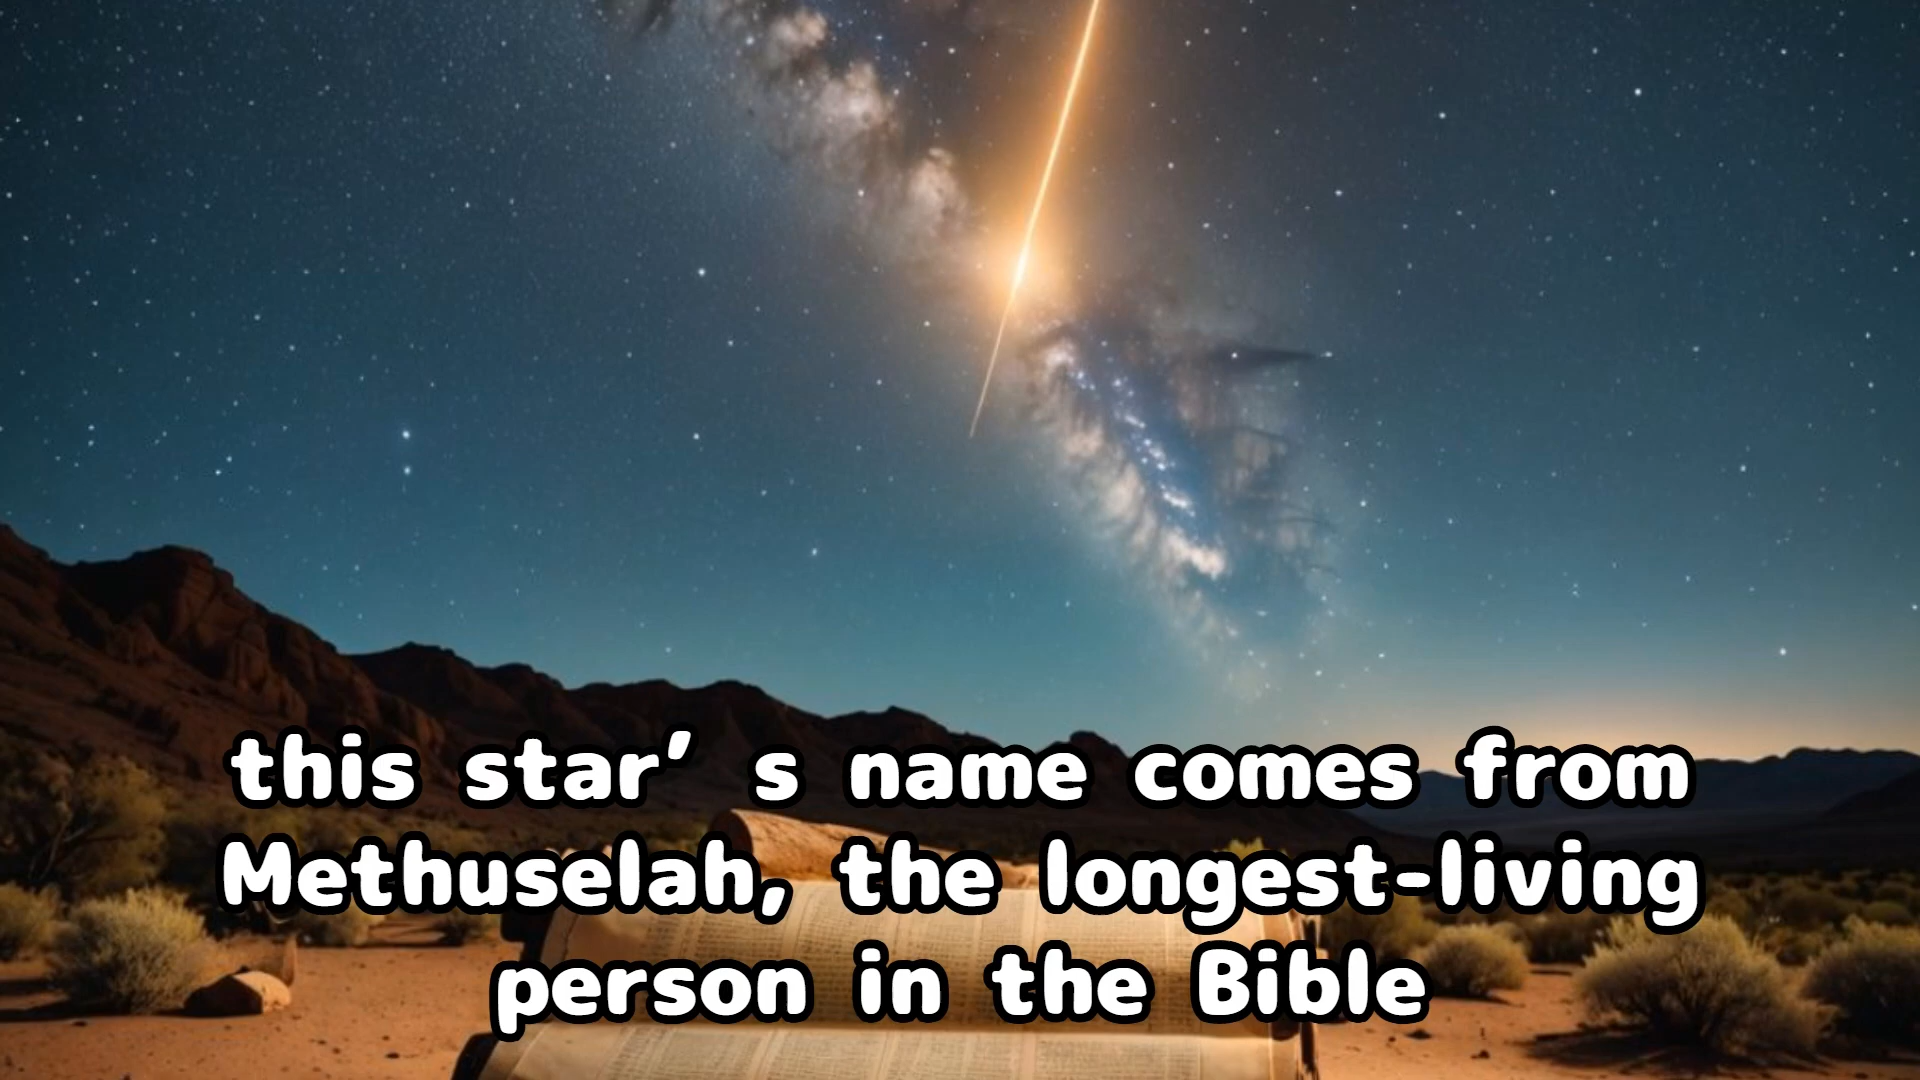 this star’s name comes from
Methuselah, the longest-living
person in the Bible